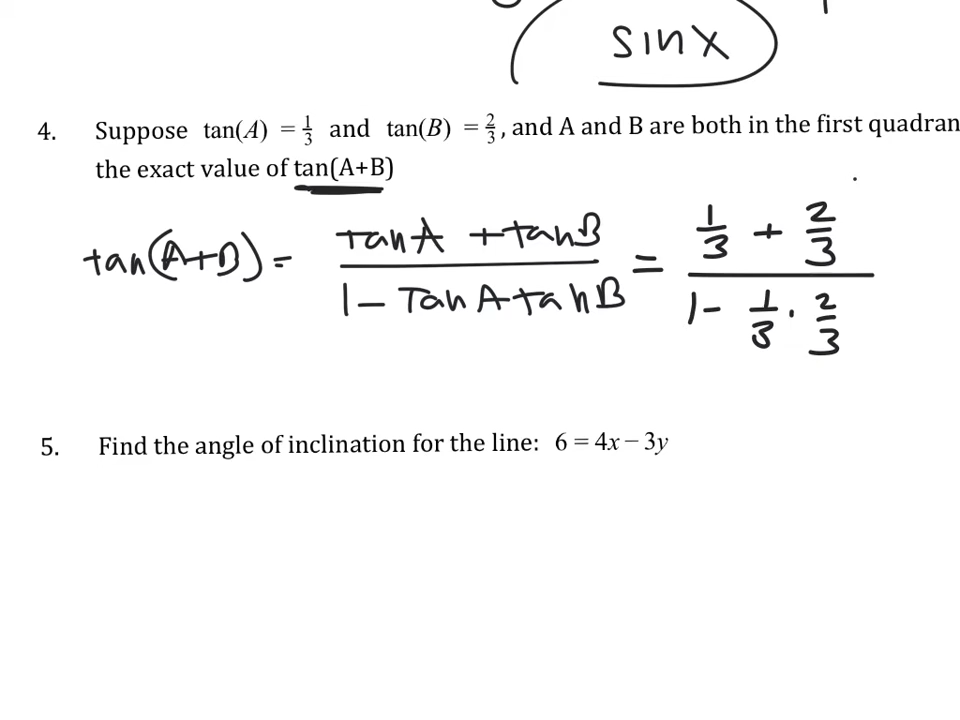 sinx
4. Suppose tan(A) = 1/3 and tan(B) = 2/3, and A and B are both in the first quadran
the exact value of tan(A+B)
tan(A+B) = (tanA + tanB)/(1 - TanA tanB) = (1/3 + 2/3)/(1 - 1/3 · 2/3)
5. Find the angle of inclination for the line: 6 = 4x − 3y